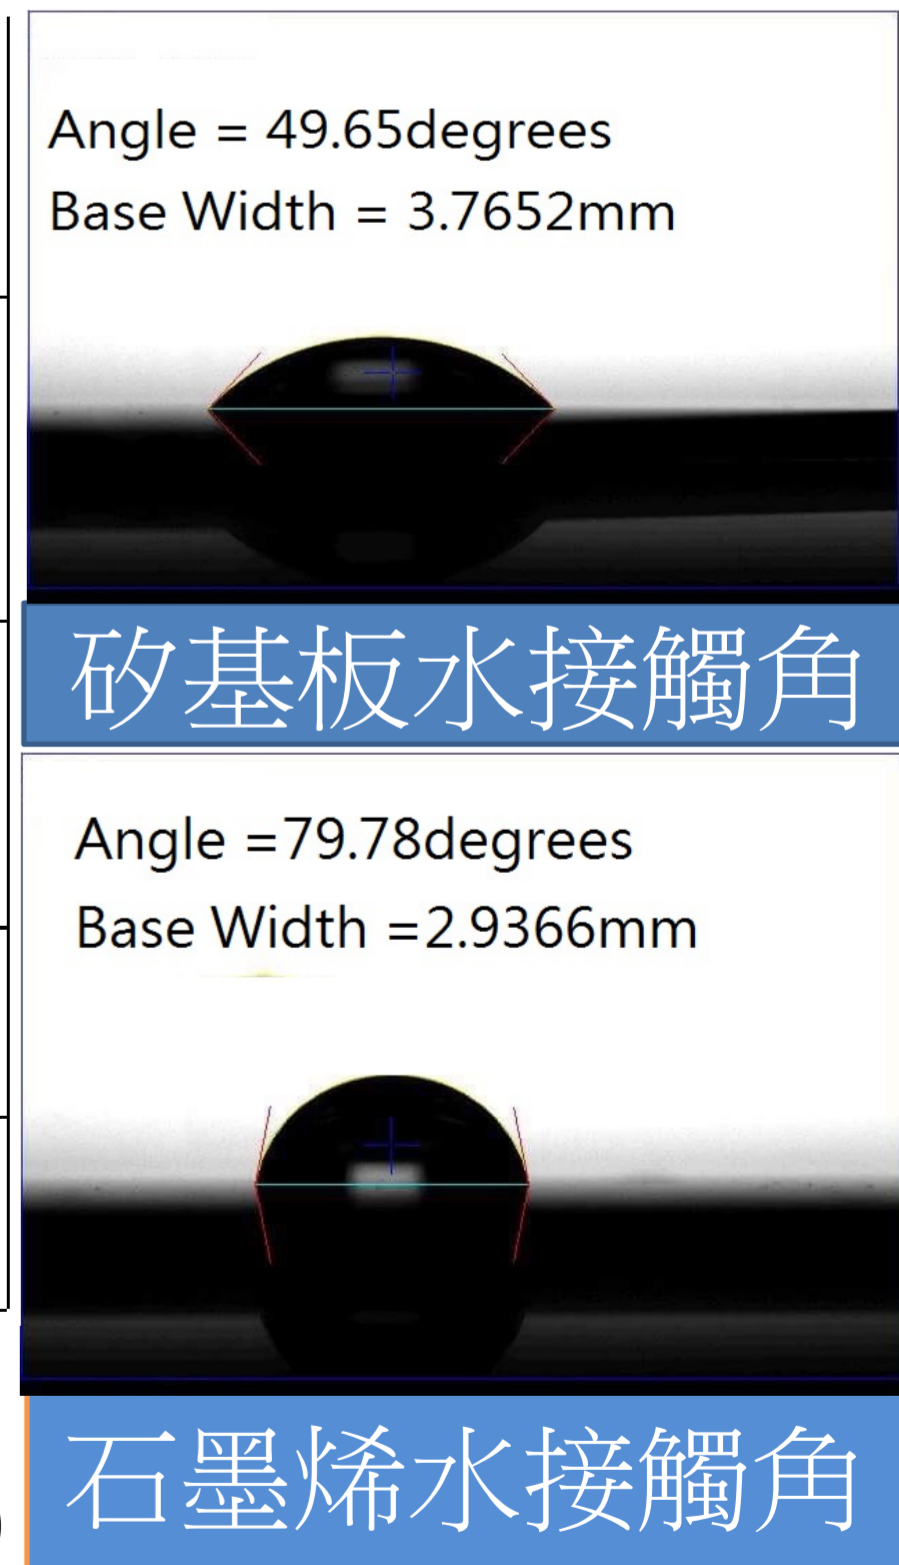 Angle = 49.65degrees
Base Width = 3.7652mm
矽基板水接觸角
Angle =79.78degrees
Base Width =2.9366mm
石墨烯水接觸角